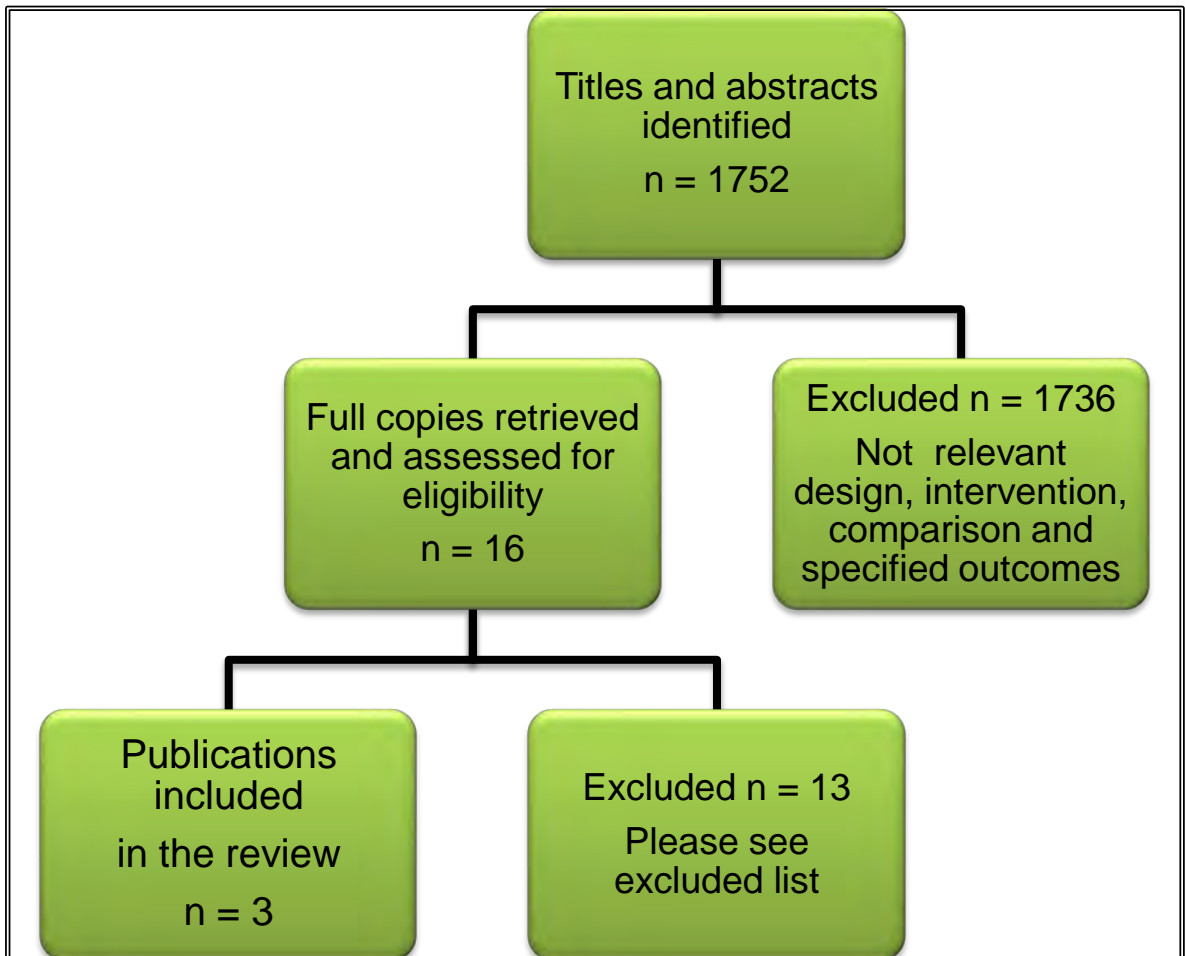 Titles and abstracts
identified
n = 1752
Full copies retrieved
and assessed for
eligibility
n = 16
Excluded n = 1736
Not relevant
design, intervention,
comparison and
specified outcomes
Publications
included
in the review
n = 3
Excluded n = 13
Please see
excluded list